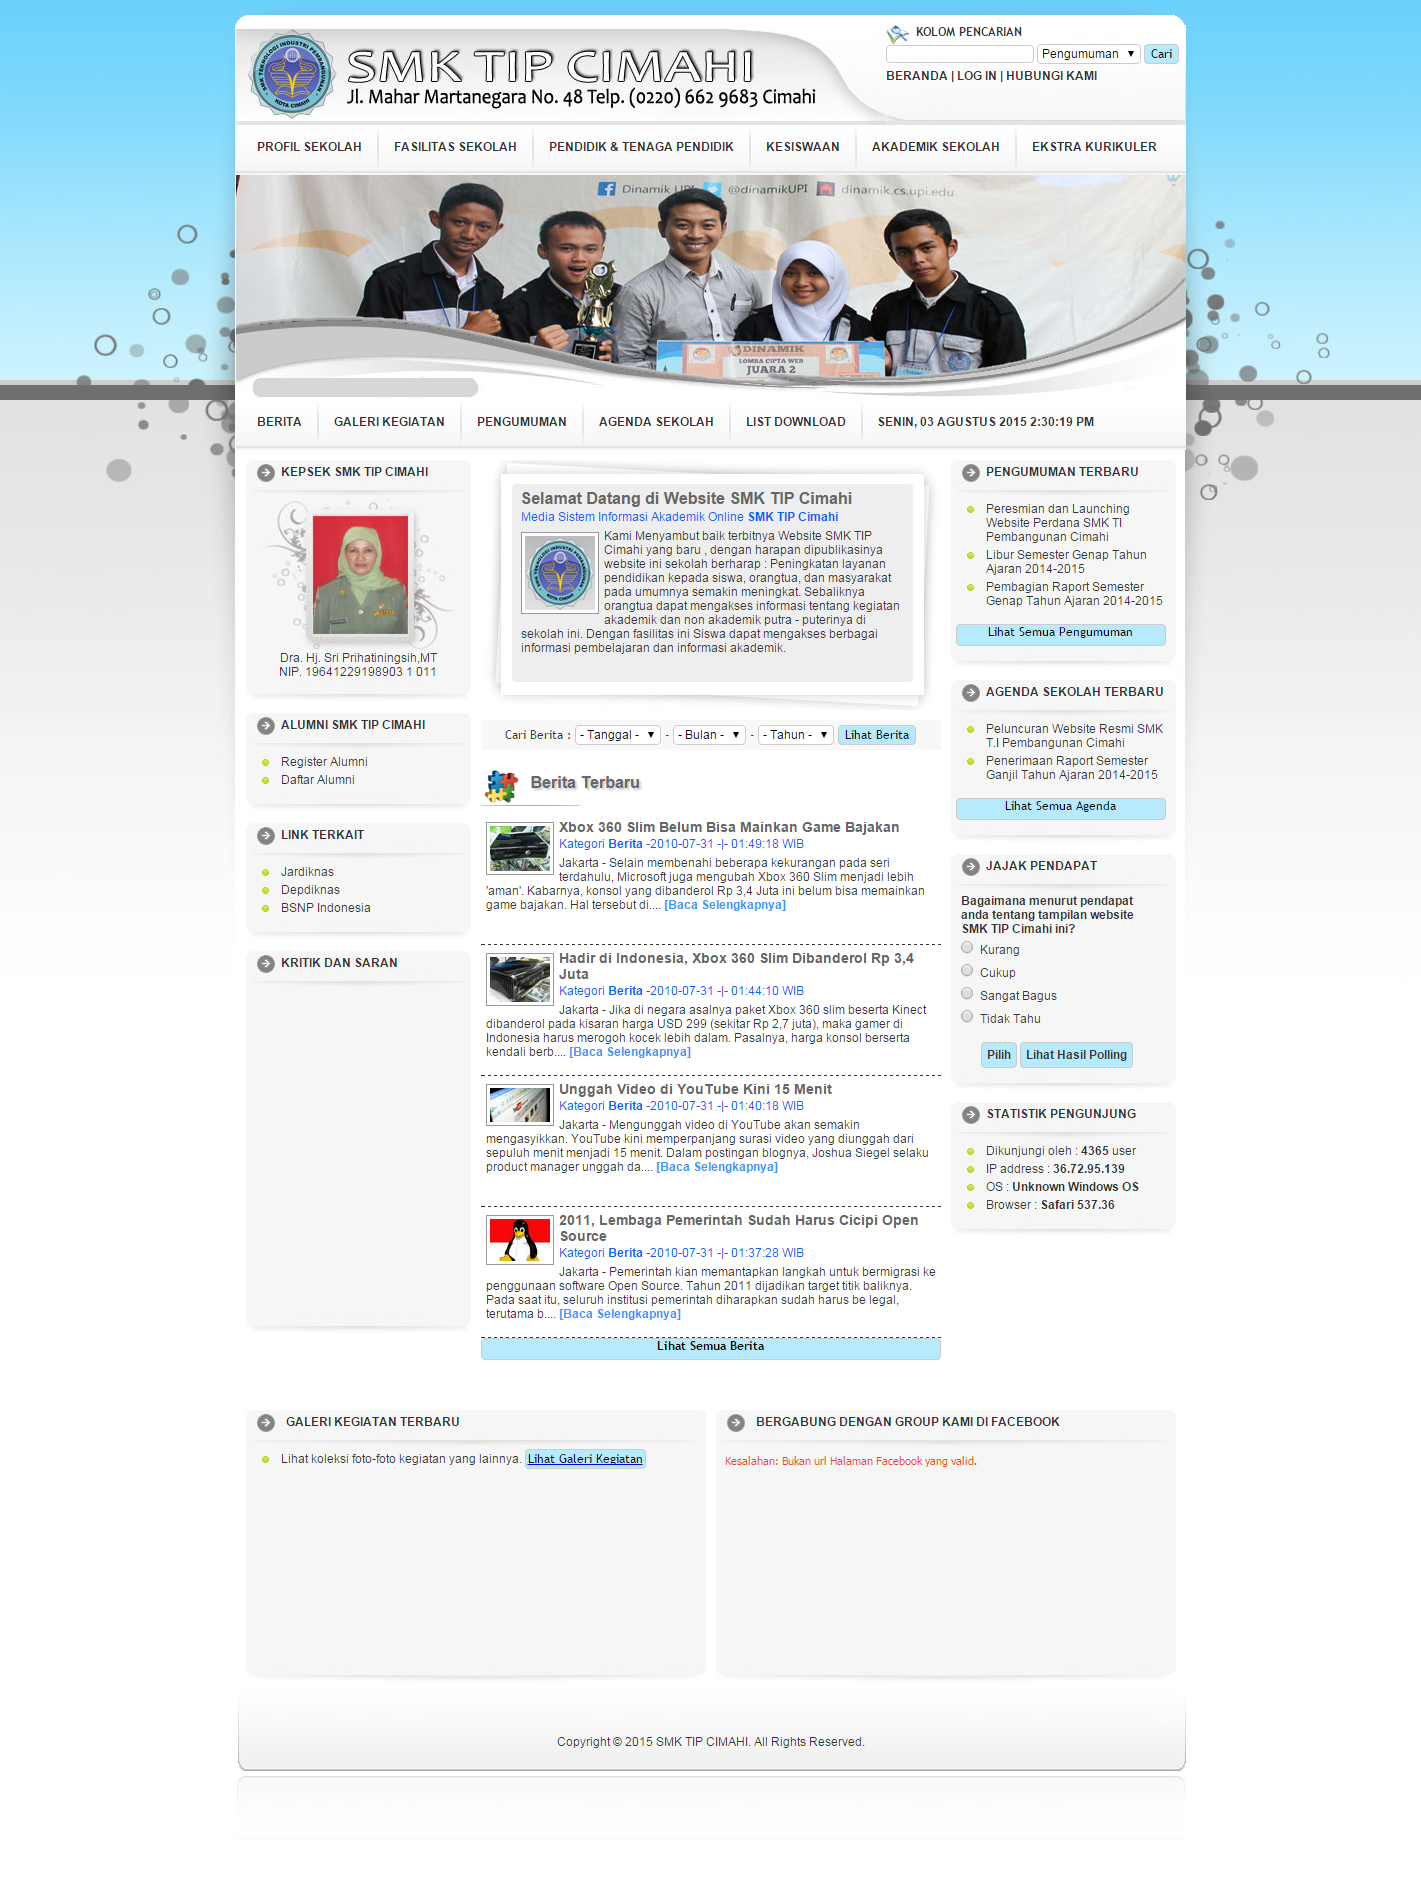 SMK TIP CIMAHI
Jl. Mahar Martanegara No. 48 Telp. (0220) 662 9683 Cimahi
KOLOM PENCARIAN
Pengumuman
Cari
BERANDA | LOG IN | HUBUNGI KAMI
PROFIL SEKOLAH
FASILITAS SEKOLAH
PENDIDIK & TENAGA PENDIDIK
KESISWAAN
AKADEMIK SEKOLAH
EKSTRA KURIKULER
Dinamik UPI @dinamikUPI dinamik.cs.upi.edu
DINAMIK
LOMBA CIPTA WEB
JUARA 2
BERITA
GALERI KEGIATAN
PENGUMUMAN
AGENDA SEKOLAH
LIST DOWNLOAD
SENIN, 03 AGUSTUS 2015 2:30:19 PM
KEPSEK SMK TIP CIMAHI
Dra. Hj. Sri Prihatiningsih,MT
NIP. 19641229198903 1 011
ALUMNI SMK TIP CIMAHI
Register Alumni
Daftar Alumni
LINK TERKAIT
Jardiknas
Depdiknas
BSNP Indonesia
KRITIK DAN SARAN
Selamat Datang di Website SMK TIP Cimahi
Media Sistem Informasi Akademik Online SMK TIP Cimahi
Kami Menyambut baik terbitnya Website SMK TIP
Cimahi yang baru , dengan harapan dipublikasinya
website ini sekolah berharap : Peningkatan layanan
pendidikan kepada siswa, orangtua, dan masyarakat
pada umumnya semakin meningkat. Sebaliknya
orangtua dapat mengakses informasi tentang kegiatan
akademik dan non akademik putra - puterinya di
sekolah ini. Dengan fasilitas ini Siswa dapat mengakses berbagai
informasi pembelajaran dan informasi akademik.
Cari Berita : - Tanggal - - - Bulan - - - Tahun - Lihat Berita
Berita Terbaru
Xbox 360 Slim Belum Bisa Mainkan Game Bajakan
Kategori Berita -2010-07-31 -|- 01:49:18 WIB
Jakarta - Selain membenahi beberapa kekurangan pada seri
terdahulu, Microsoft juga mengubah Xbox 360 Slim menjadi lebih
'aman'. Kabarnya, konsol yang dibanderol Rp 3,4 Juta ini belum bisa memainkan
game bajakan. Hal tersebut di.... [Baca Selengkapnya]
Hadir di Indonesia, Xbox 360 Slim Dibanderol Rp 3,4
Juta
Kategori Berita -2010-07-31 -|- 01:44:10 WIB
Jakarta - Jika di negara asalnya paket Xbox 360 slim beserta Kinect
dibanderol pada kisaran harga USD 299 (sekitar Rp 2,7 juta), maka gamer di
Indonesia harus merogoh kocek lebih dalam. Pasalnya, harga konsol berserta
kendali berb.... [Baca Selengkapnya]
Unggah Video di YouTube Kini 15 Menit
Kategori Berita -2010-07-31 -|- 01:40:18 WIB
Jakarta - Mengunggah video di YouTube akan semakin
mengasyikkan. YouTube kini memperpanjang surasi video yang diunggah dari
sepuluh menit menjadi 15 menit. Dalam postingan blognya, Joshua Siegel selaku
product manager unggah da.... [Baca Selengkapnya]
2011, Lembaga Pemerintah Sudah Harus Cicipi Open
Source
Kategori Berita -2010-07-31 -|- 01:37:28 WIB
Jakarta - Pemerintah kian memantapkan langkah untuk bermigrasi ke
penggunaan software Open Source. Tahun 2011 dijadikan target titik baliknya.
Pada saat itu, seluruh institusi pemerintah diharapkan sudah harus be legal,
terutama b.... [Baca Selengkapnya]
Lihat Semua Berita
PENGUMUMAN TERBARU
Peresmian dan Launching
Website Perdana SMK TI
Pembangunan Cimahi
Libur Semester Genap Tahun
Ajaran 2014-2015
Pembagian Raport Semester
Genap Tahun Ajaran 2014-2015
Lihat Semua Pengumuman
AGENDA SEKOLAH TERBARU
Peluncuran Website Resmi SMK
T.I Pembangunan Cimahi
Penerimaan Raport Semester
Ganjil Tahun Ajaran 2014-2015
Lihat Semua Agenda
JAJAK PENDAPAT
Bagaimana menurut pendapat
anda tentang tampilan website
SMK TIP Cimahi ini?
Kurang
Cukup
Sangat Bagus
Tidak Tahu
Pilih Lihat Hasil Polling
STATISTIK PENGUNJUNG
Dikunjungi oleh : 4365 user
IP address : 36.72.95.139
OS : Unknown Windows OS
Browser : Safari 537.36
GALERI KEGIATAN TERBARU
Lihat koleksi foto-foto kegiatan yang lainnya. Lihat Galeri Kegiatan
BERGABUNG DENGAN GROUP KAMI DI FACEBOOK
Kesalahan: Bukan url Halaman Facebook yang valid.
Copyright © 2015 SMK TIP CIMAHI. All Rights Reserved.